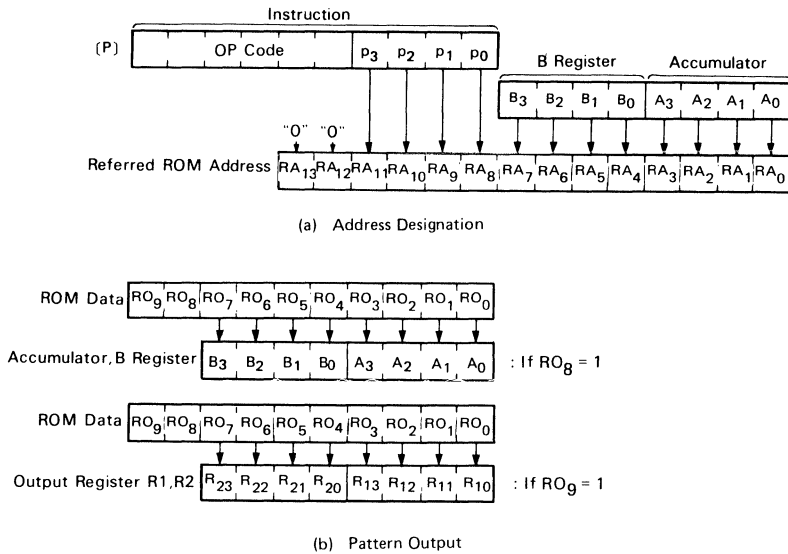 Instruction
[P] OP Code p3 p2 p1 p0
B Register Accumulator
B3 B2 B1 B0 A3 A2 A1 A0
"0" "0"
Referred ROM Address RA13 RA12 RA11 RA10 RA9 RA8 RA7 RA6 RA5 RA4 RA3 RA2 RA1 RA0
(a) Address Designation
ROM Data RO9 RO8 RO7 RO6 RO5 RO4 RO3 RO2 RO1 RO0
Accumulator, B Register B3 B2 B1 B0 A3 A2 A1 A0 : If RO8 = 1
ROM Data RO9 RO8 RO7 RO6 RO5 RO4 RO3 RO2 RO1 RO0
Output Register R1, R2 R23 R22 R21 R20 R13 R12 R11 R10 : If RO9 = 1
(b) Pattern Output